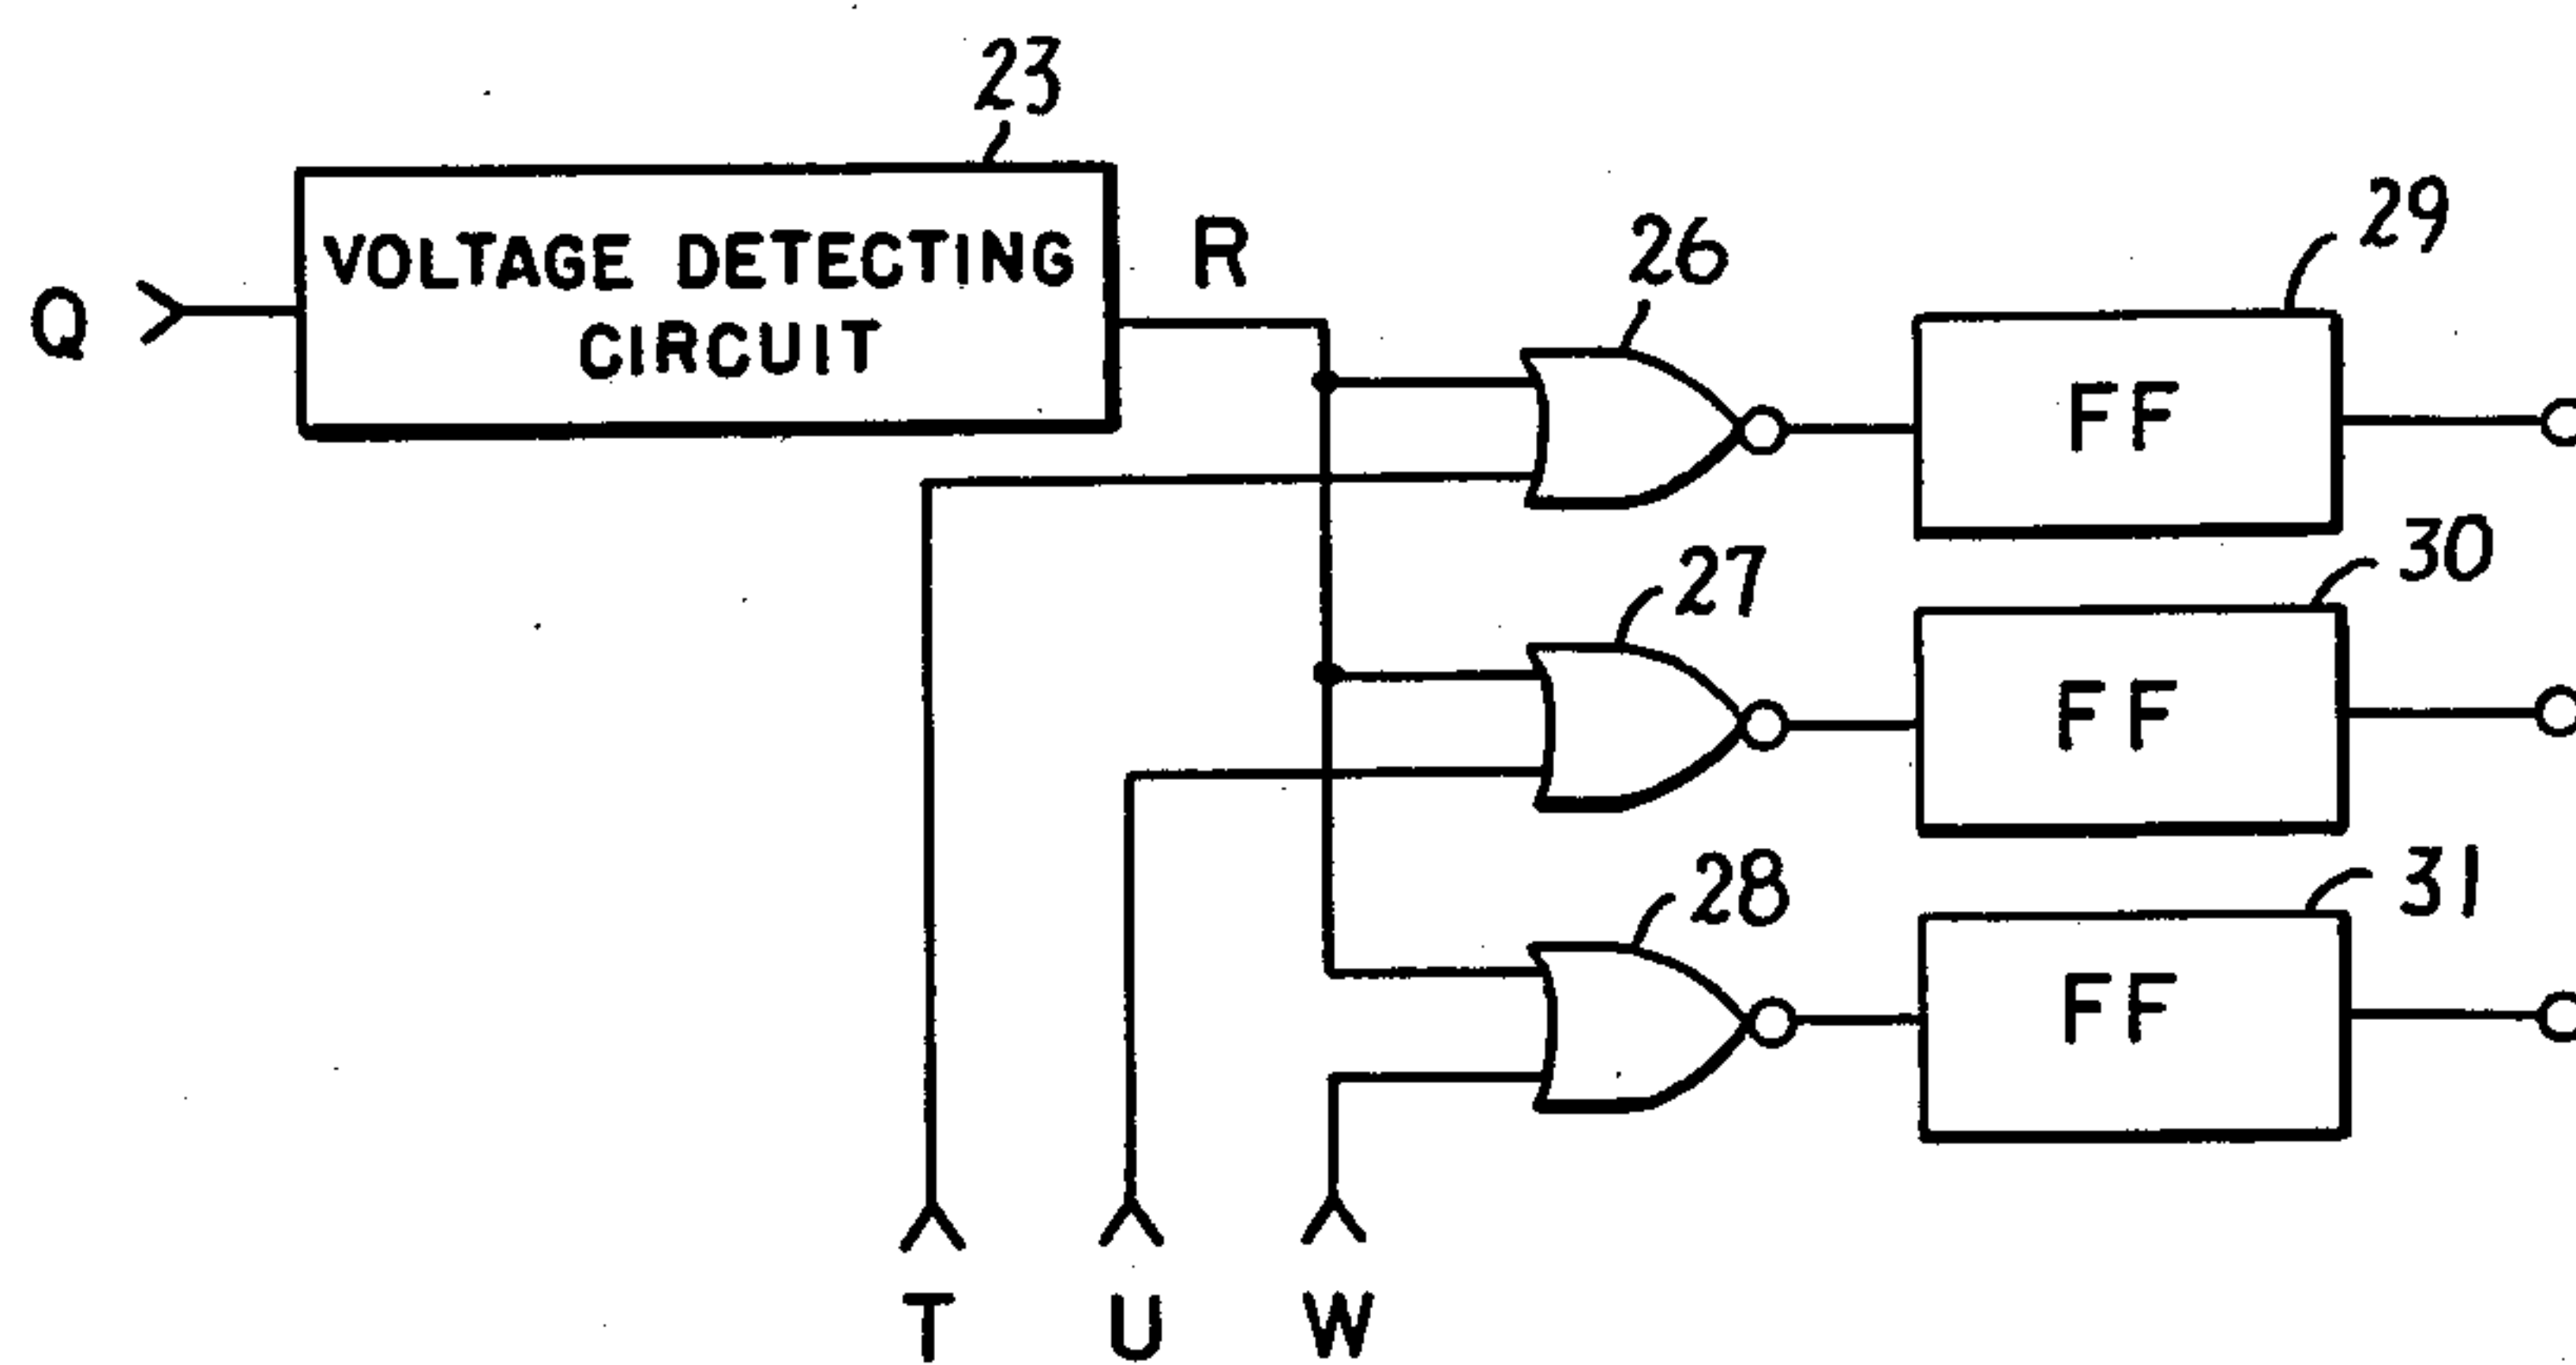 23
VOLTAGE DETECTING
CIRCUIT
Q
R
26
29
FF
27
30
FF
28
31
FF
T
U
W